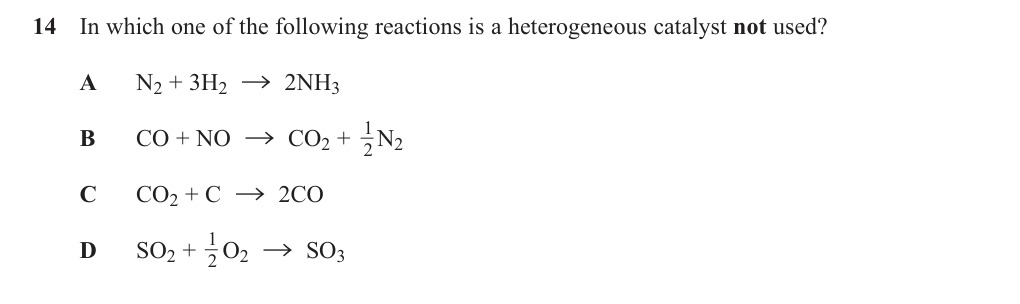 14 In which one of the following reactions is a heterogeneous catalyst not used?
A N₂ + 3H₂ → 2NH₃
B CO + NO → CO₂ + ½N₂
C CO₂ + C → 2CO
D SO₂ + ½O₂ → SO₃